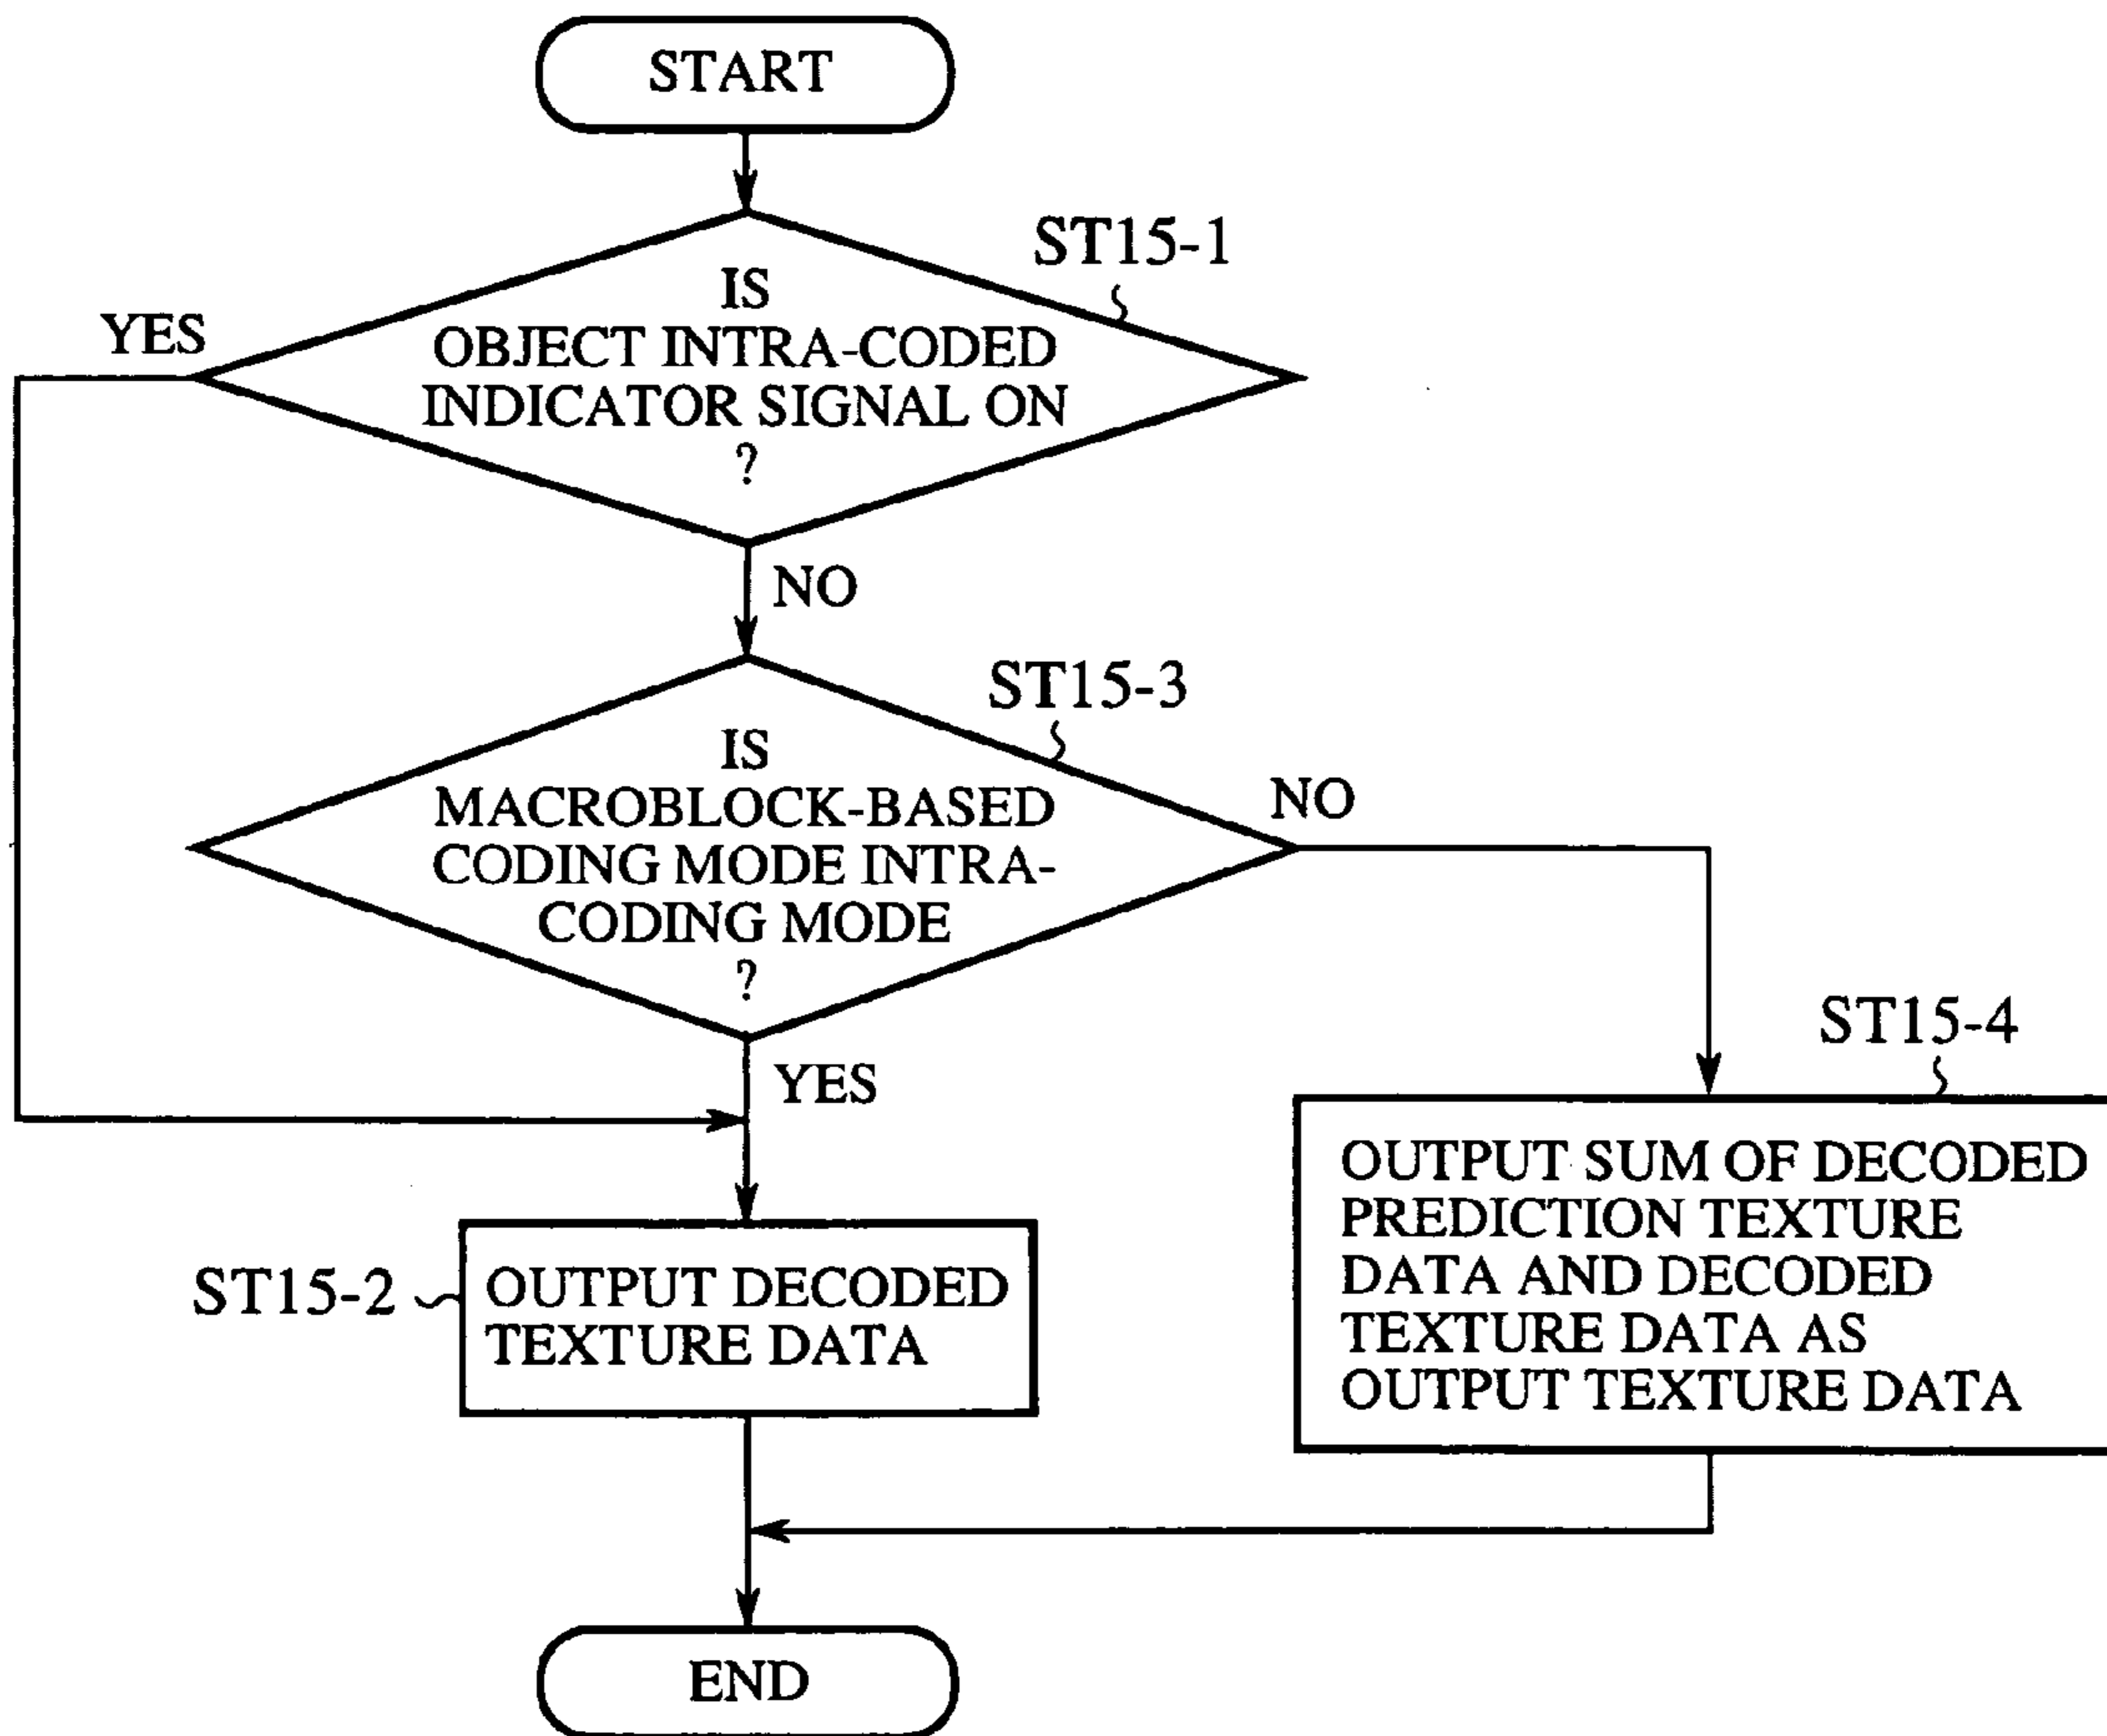 START
ST15-1
IS
OBJECT INTRA-CODED
INDICATOR SIGNAL ON
?
YES
NO
ST15-3
IS
MACROBLOCK-BASED
CODING MODE INTRA-
CODING MODE
?
NO
YES
ST15-4
OUTPUT SUM OF DECODED
PREDICTION TEXTURE
DATA AND DECODED
TEXTURE DATA AS
OUTPUT TEXTURE DATA
ST15-2
OUTPUT DECODED
TEXTURE DATA
END